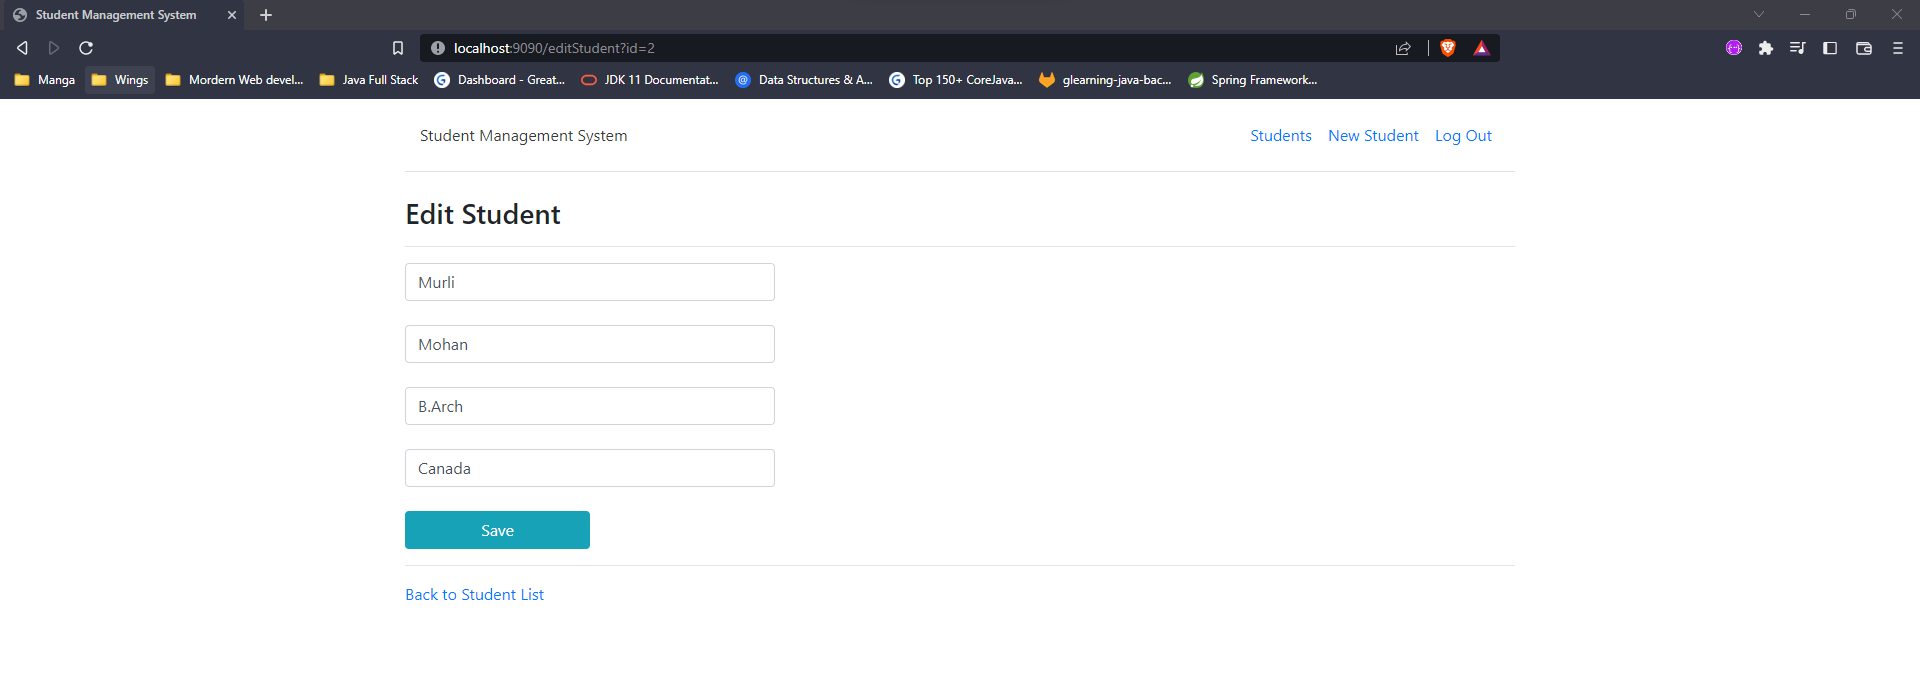 Student Management System
localhost:9090/editStudent?id=2
Manga Wings Mordern Web devel... Java Full Stack Dashboard - Great... JDK 11 Documentat... Data Structures & A... Top 150+ CoreJava... glearning-java-bac... Spring Framework...
Student Management System Students New Student Log Out
Edit Student
Murli
Mohan
B.Arch
Canada
Save
Back to Student List